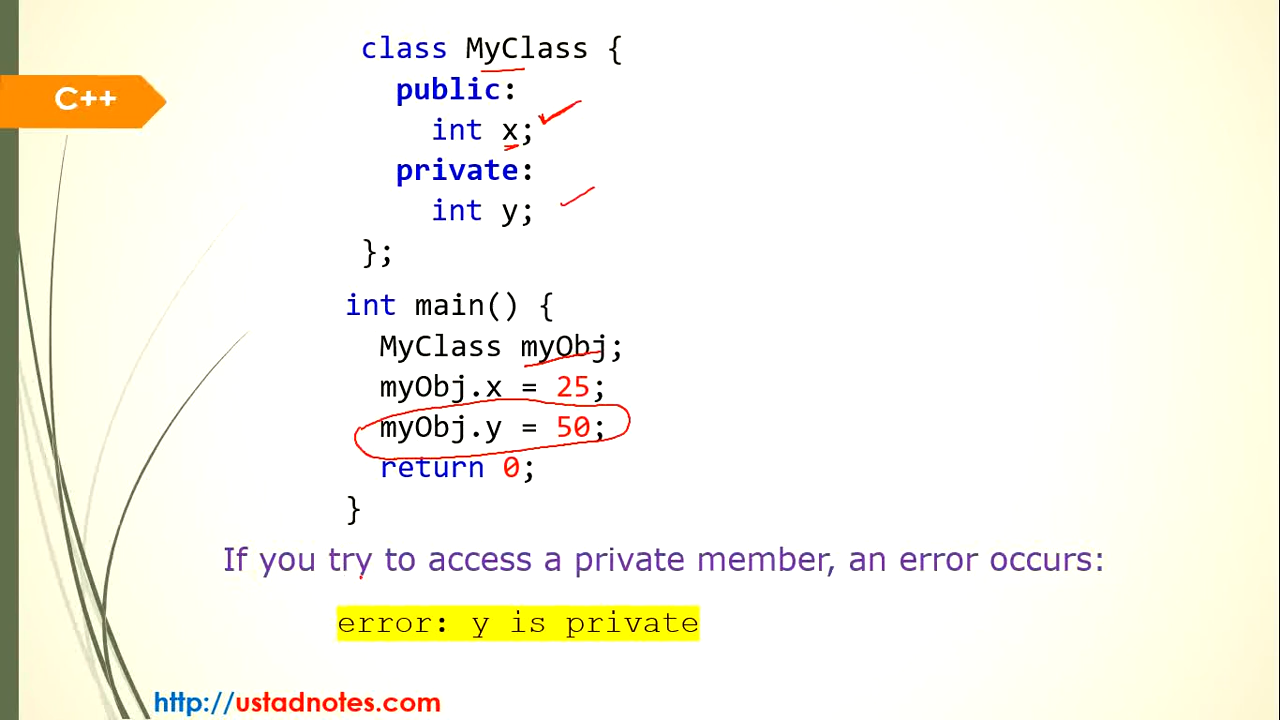 class MyClass {
C++
public:
int x;
private:
int y;
};
int main() {
MyClass myObj;
myObj.x = 25;
myObj.y = 50;
return 0;
}
If you try to access a private member, an error occurs:
error: y is private
http://ustadnotes.com